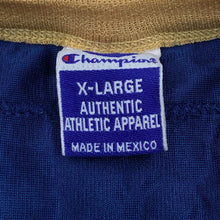 Champion
X-LARGE
AUTHENTIC
ATHLETIC APPAREL
MADE IN MEXICO